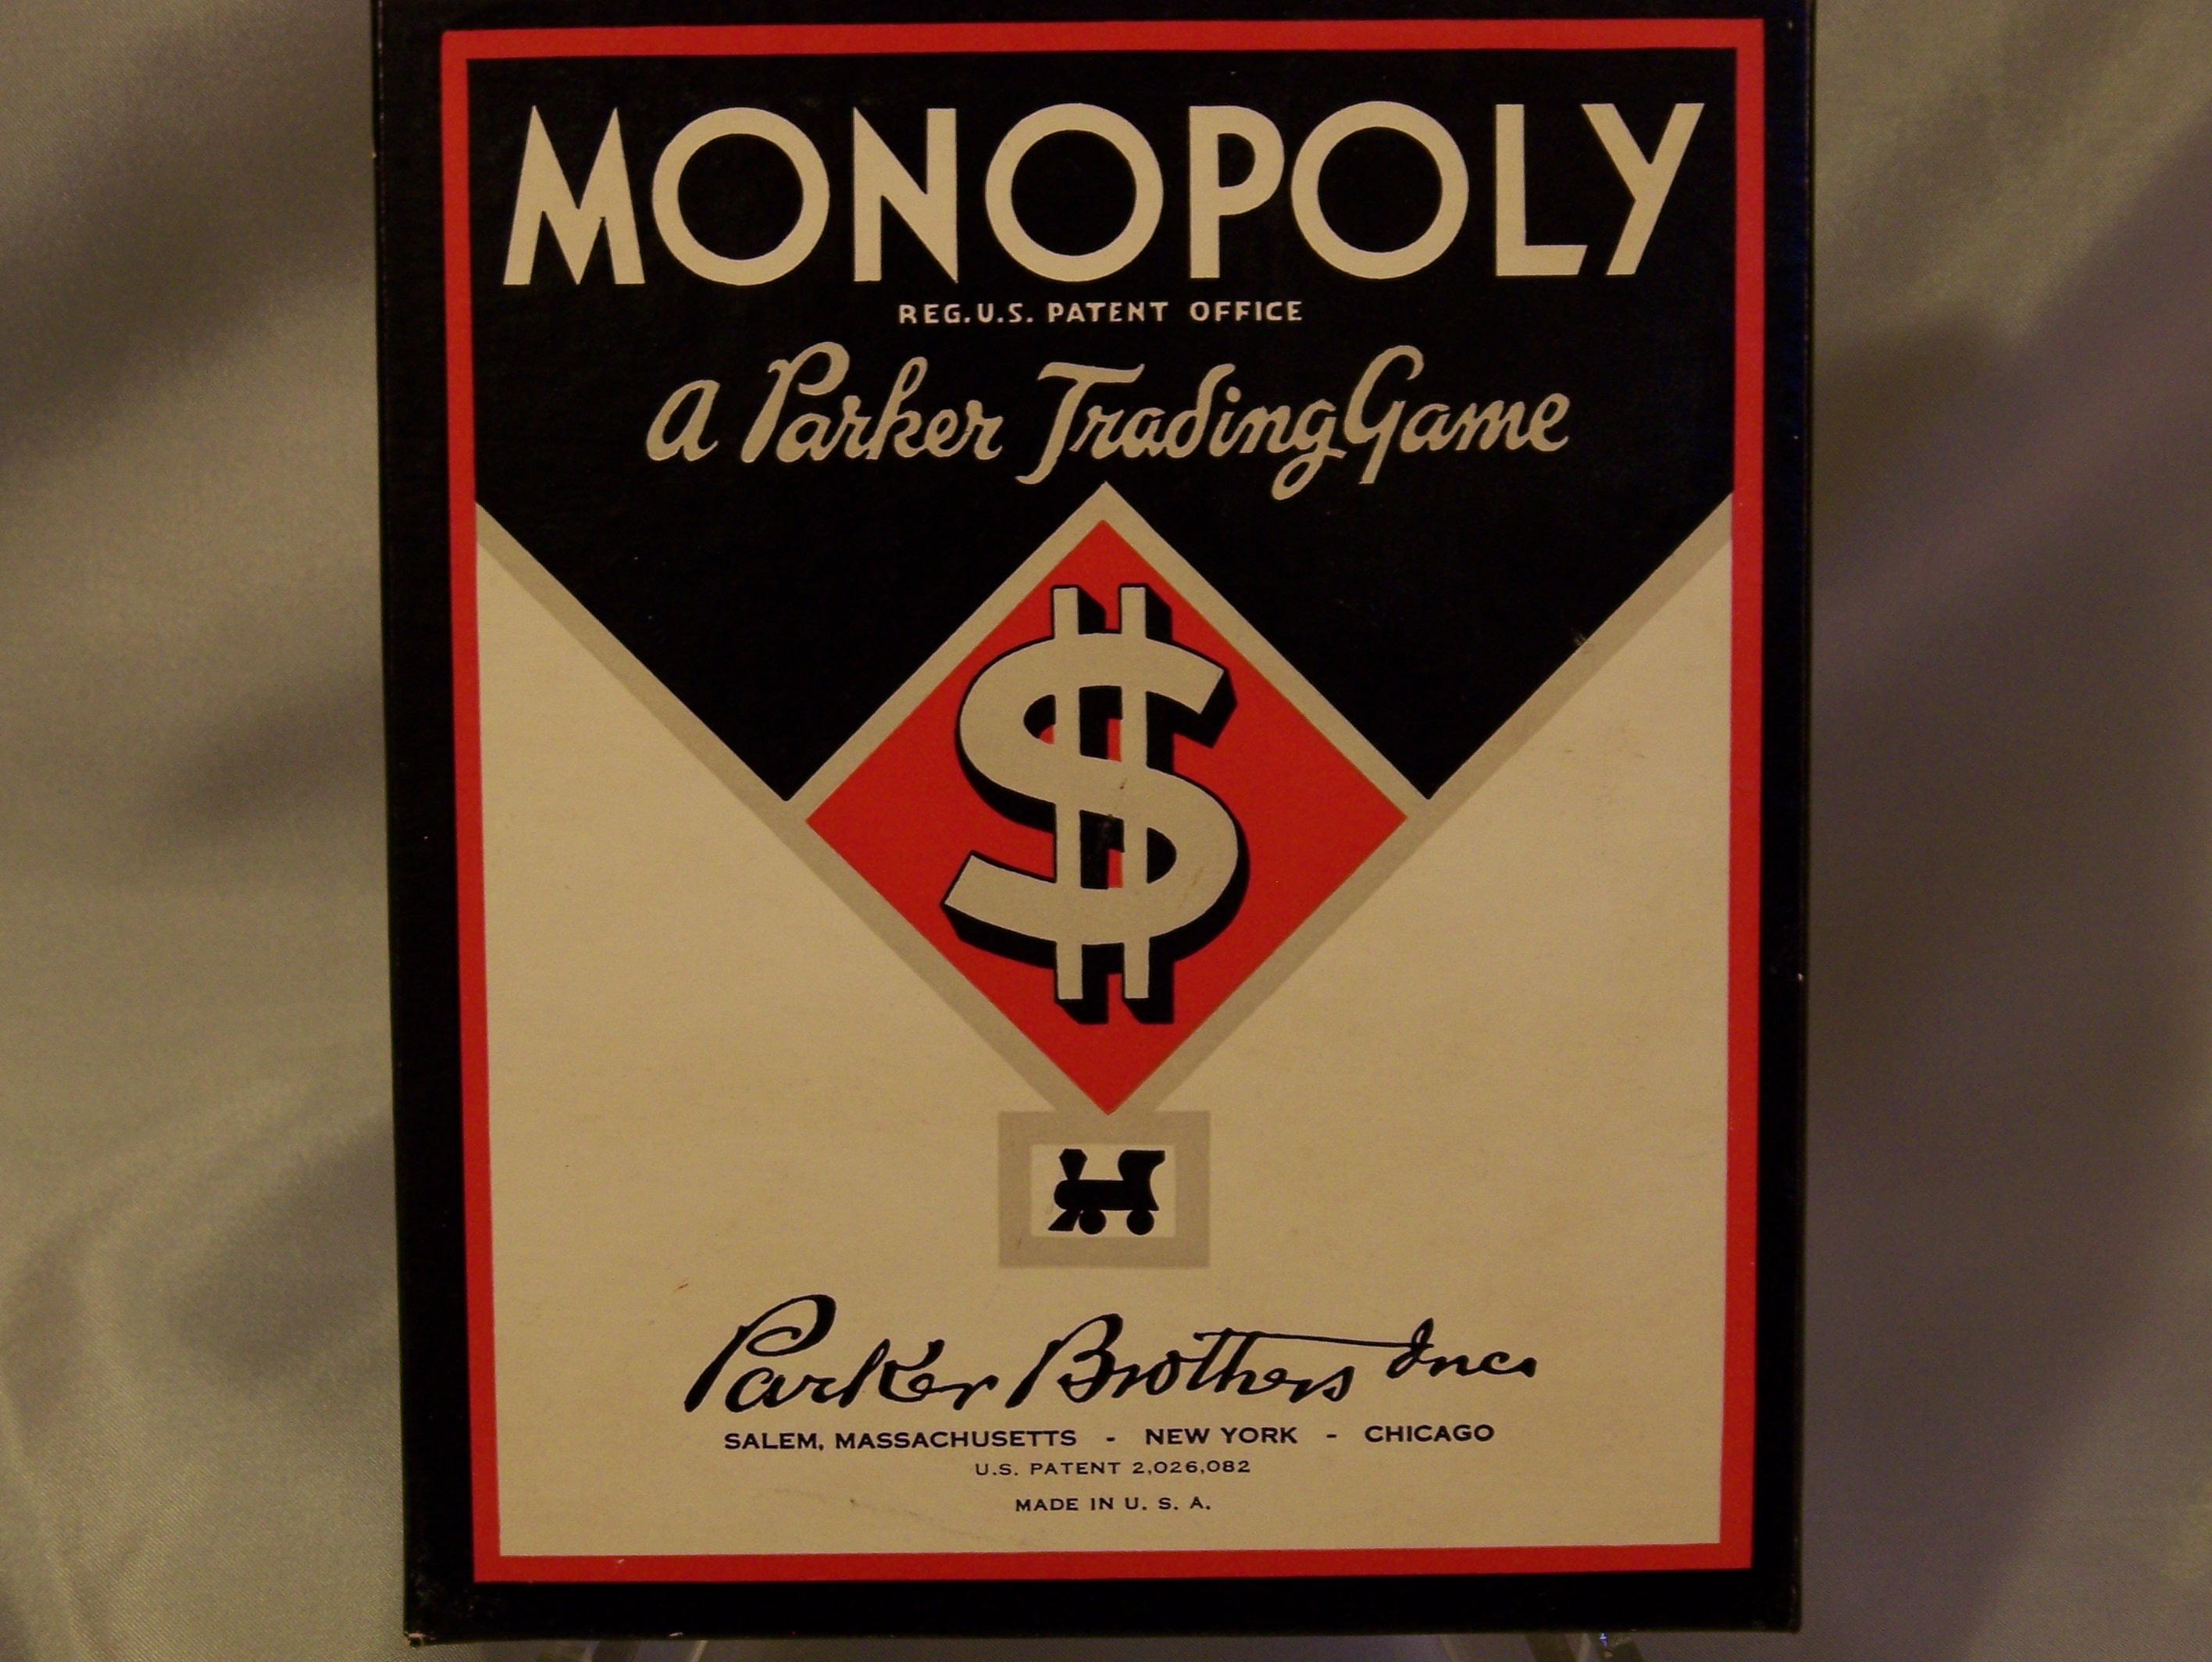 MONOPOLY
REG. U.S. PATENT OFFICE
A Parker Trading Game
$
Parker Brothers Inc.
SALEM, MASSACHUSETTS - NEW YORK - CHICAGO
U.S. PATENT 2,026,082
MADE IN U. S. A.